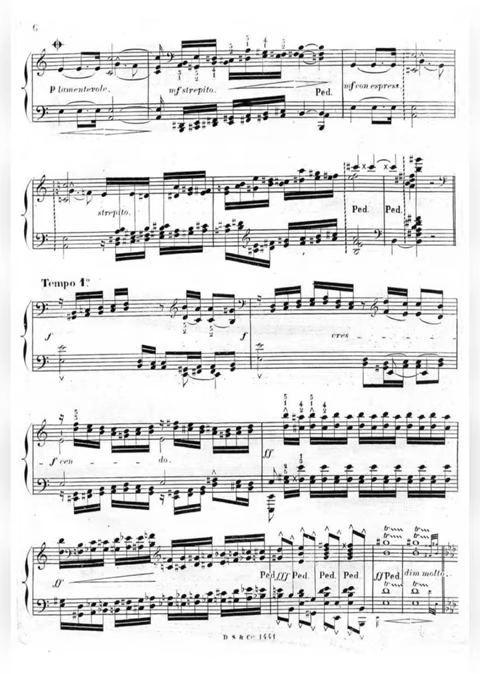 6
p lamentevole. mf strepito. Ped. mf con espress.
strepito. Ped. Ped.
Tempo 1º
f f cres-
f cen - - - do. ff
ff Ped fff Ped. Ped. Ped. ff Ped. dim molto.
D S & Cº 1441